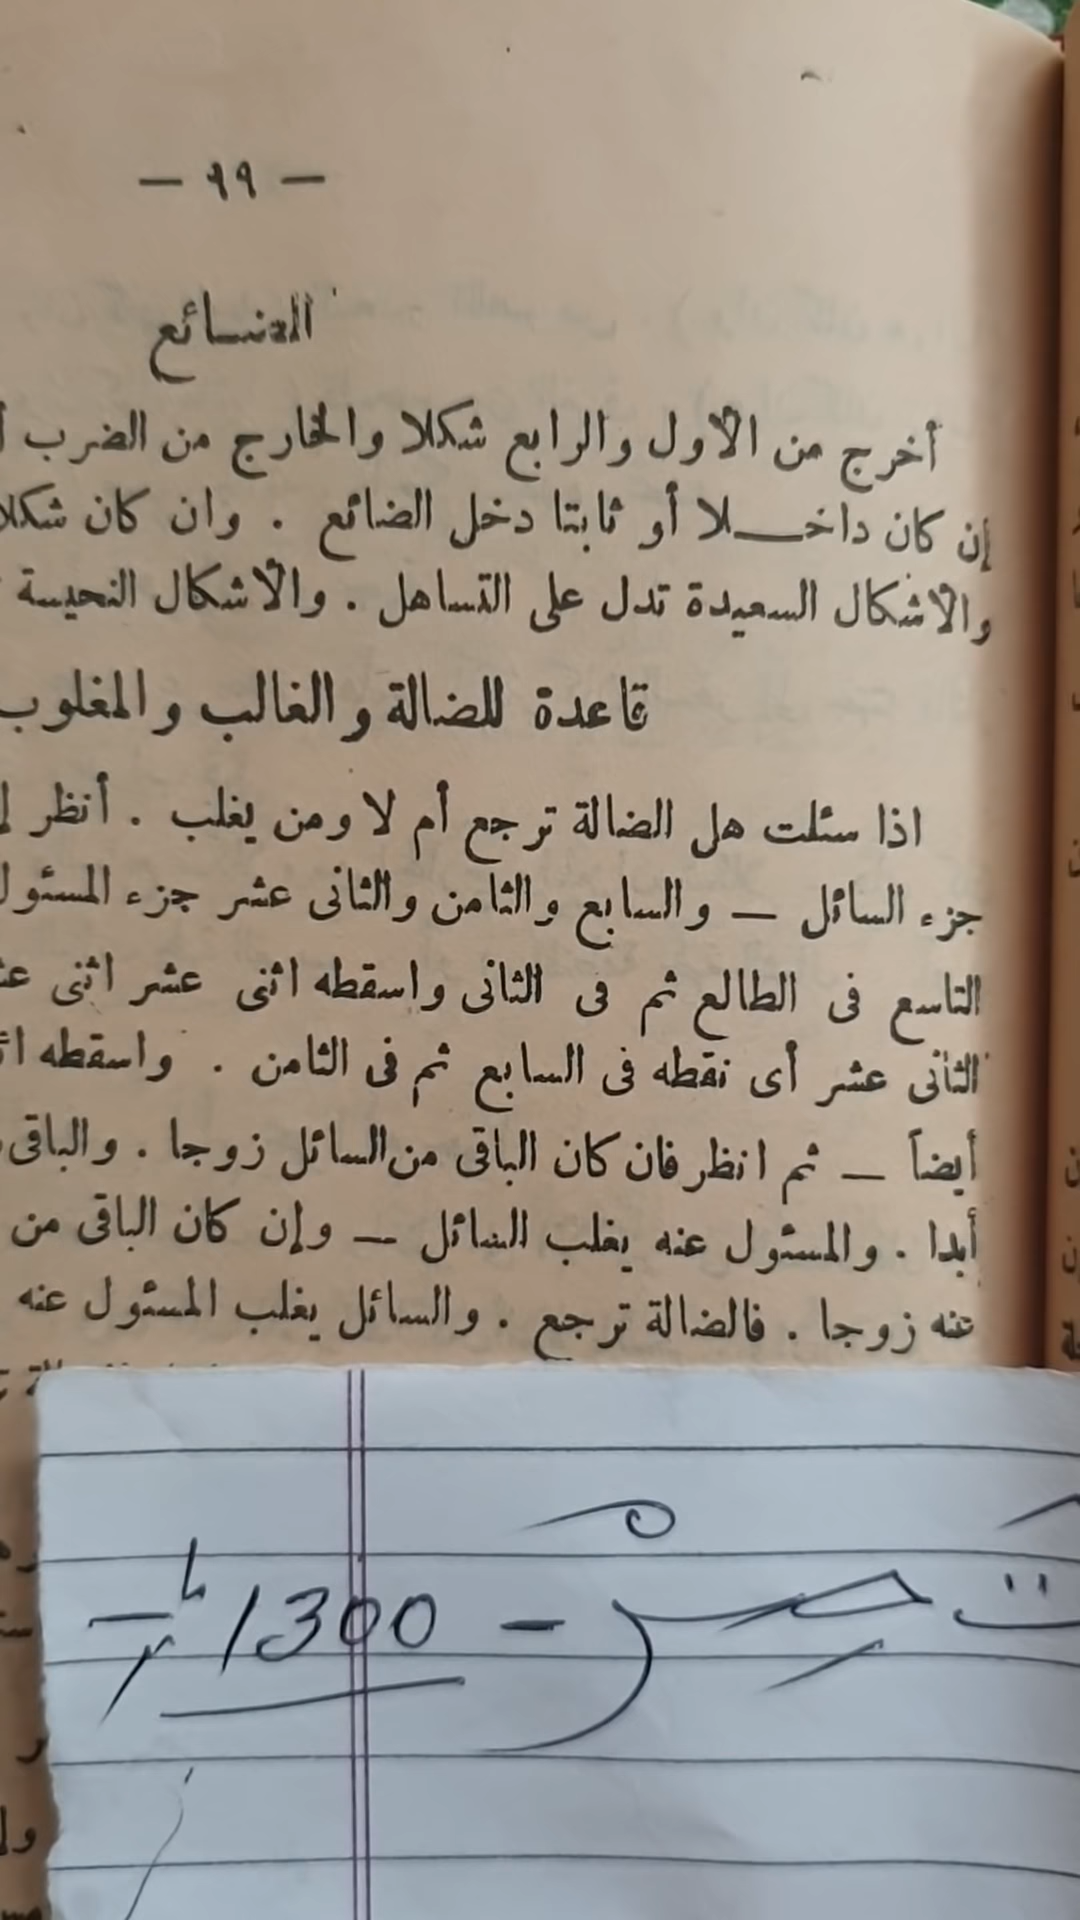 — ٩٩ —
الضائع
أخرج من الأول والرابع شكلا والخارج من الضرب
إن كان داخلا أو ثابتا دخل الضائع . وان كان شكلا
والاشكال السعيدة تدل على التساهل . والاشكال النحيسة
قاعدة للضالة والغالب والمغلوب
اذا سئلت هل الضالة ترجع أم لا ومن يغلب . أنظر
جزء السائل — والسابع والثامن والثانى عشر جزء المسئول
التاسع فى الطالع ثم فى الثانى واسقطه اثنى عشر اثنى
الثانى عشر أى نقطه فى السابع ثم فى الثامن . واسقطه
أيضاً — ثم انظر فان كان الباقى من السائل زوجا . والباقى
أبدا . والمسئول عنه يغلب السائل — وإن كان الباقى من
عنه زوجا . فالضالة ترجع . والسائل يغلب المسئول عنه
1300 -